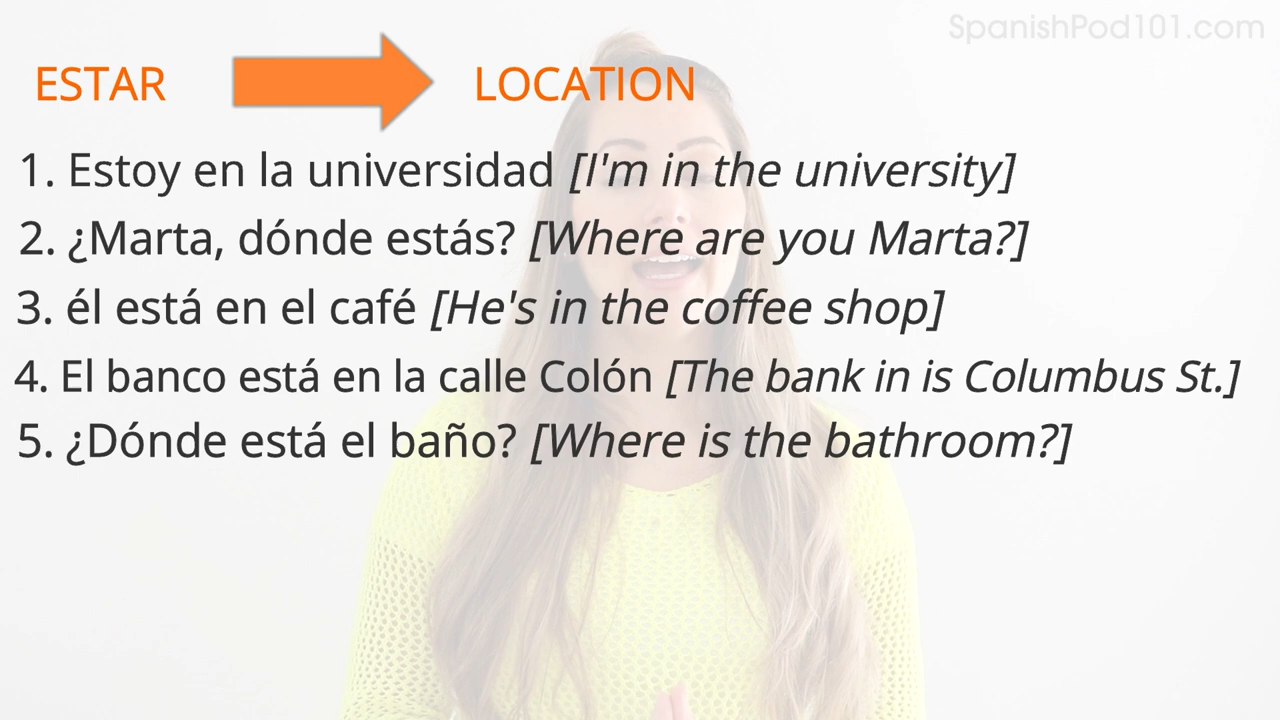 SpanishPod101.com
ESTAR LOCATION
1. Estoy en la universidad [I'm in the university]
2. ¿Marta, dónde estás? [Where are you Marta?]
3. él está en el café [He's in the coffee shop]
4. El banco está en la calle Colón [The bank in is Columbus St.]
5. ¿Dónde está el baño? [Where is the bathroom?]